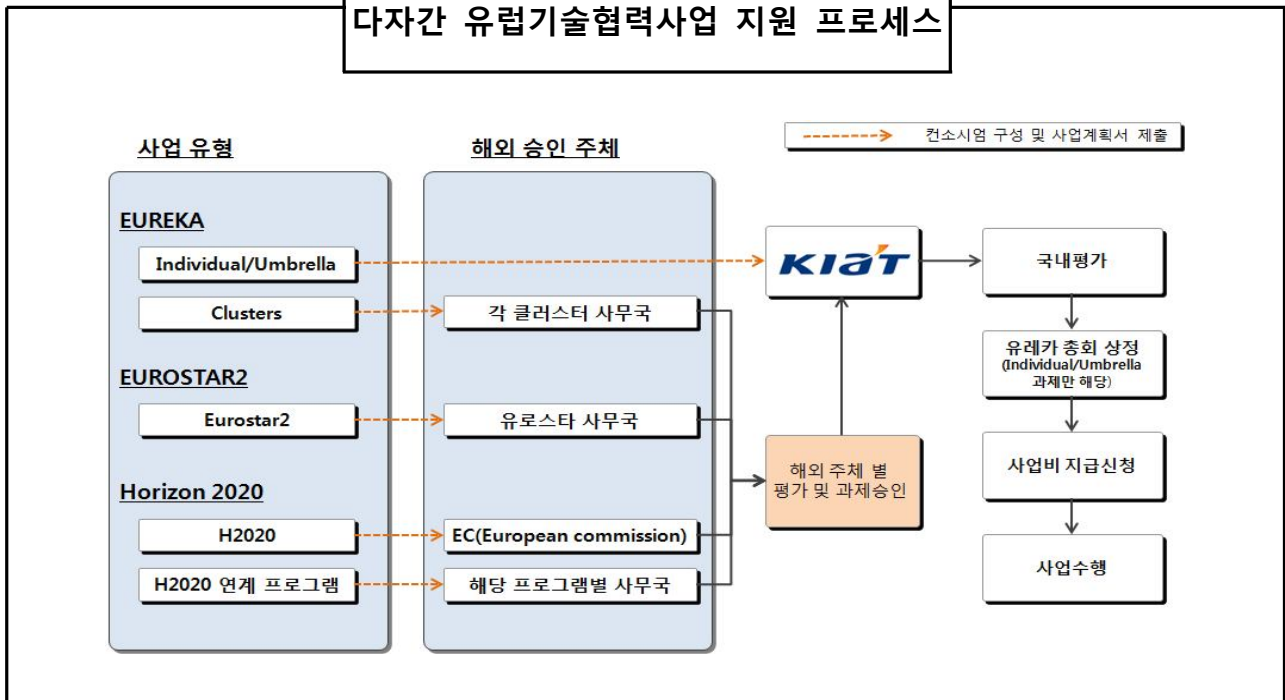 다자간 유럽기술협력사업 지원 프로세스
컨소시엄 구성 및 사업계획서 제출
사업 유형
해외 승인 주체
EUREKA
Individual/Umbrella
KIAT
국내평가
Clusters
각 클러스터 사무국
유레카 총회 상정
(Individual/Umbrella
과제만 해당)
EUROSTAR2
Eurostar2
유로스타 사무국
사업비 지급신청
해외 주체 별
평가 및 과제승인
Horizon 2020
H2020
EC(European commission)
사업수행
H2020 연계 프로그램
해당 프로그램별 사무국